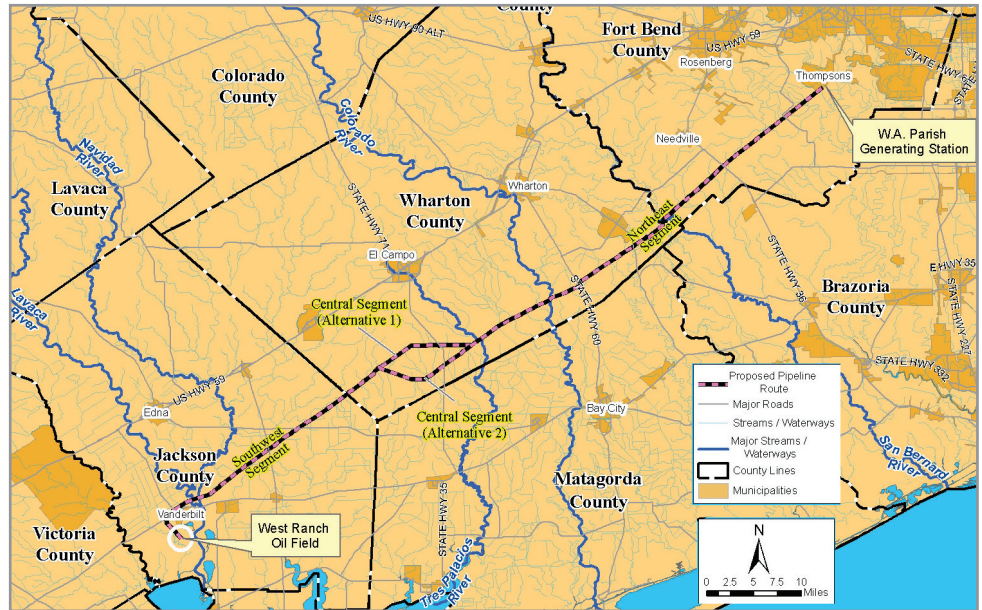 County
US HWY 90 ALT
Fort Bend
County
US HWY 59
Rosenberg
STATE HWY 6
STATE
Thompsons
Colorado
County
Colorado
River
Needville
W.A. Parish
Generating Station
Navidad
River
Lavaca
County
Wharton
County
Wharton
STATE HWY 71
El Campo
Northeast
Segment
STATE HWY 36
E HWY 35
Brazoria
County
STATE HWY 227
Lavaca
River
Central Segment
(Alternative 1)
STATE HWY 60
STATE HWY 332
US HWY 59
Edna
Central Segment
(Alternative 2)
Bay City
Southwest
Segment
Jackson
County
San Bernard
River
Vanderbilt
Matagorda
County
STATE HWY 35
Victoria
County
West Ranch
Oil Field
Tres Palacios
River
Proposed Pipeline
Route
Major Roads
Streams / Waterways
Major Streams /
Waterways
County Lines
Municipalities
N
0 2.5 5 7.5 10
Miles